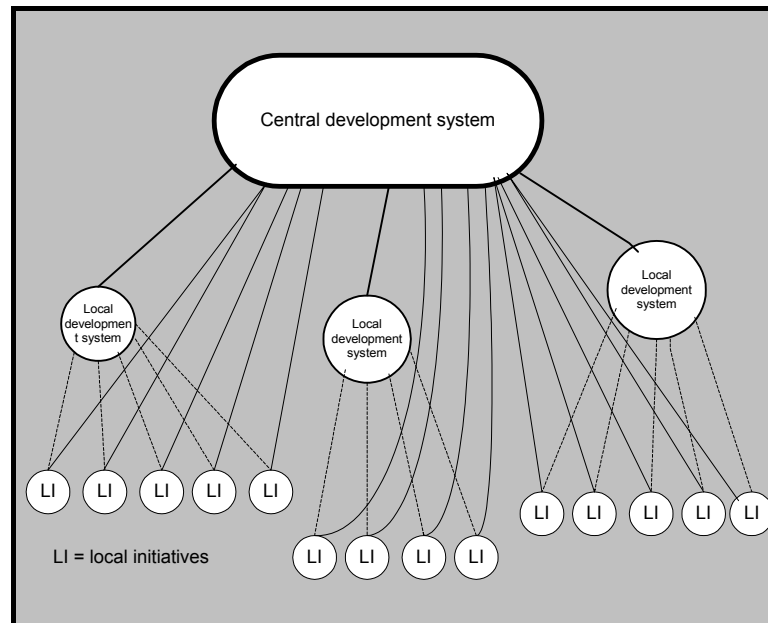 Central development system
Local
developmen
t system
Local
development
system
Local
development
system
LI
LI
LI
LI
LI
LI
LI
LI
LI
LI
LI
LI
LI
LI
LI = local initiatives